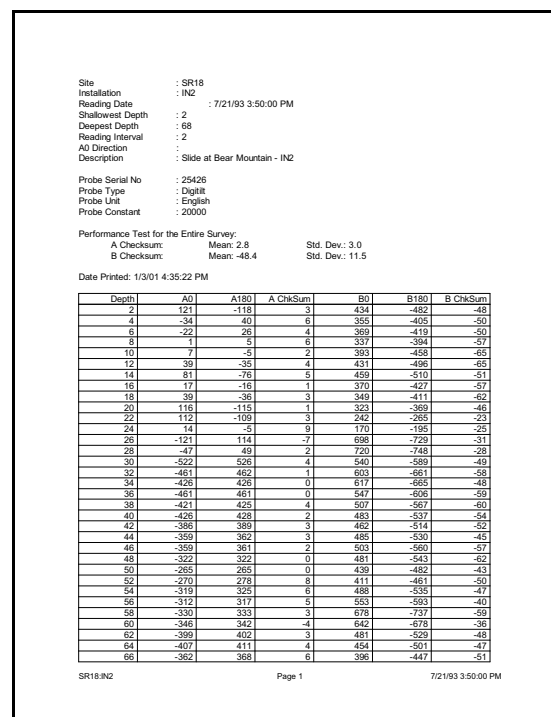 Site : SR18
Installation : IN2
Reading Date : 7/21/93 3:50:00 PM
Shallowest Depth : 2
Deepest Depth : 68
Reading Interval : 2
A0 Direction :
Description : Slide at Bear Mountain - IN2
Probe Serial No : 25426
Probe Type : Digitilt
Probe Unit : English
Probe Constant : 20000
Performance Test for the Entire Survey:
A Checksum: Mean: 2.8 Std. Dev.: 3.0
B Checksum: Mean: -48.4 Std. Dev.: 11.5
Date Printed: 1/3/01 4:35:22 PM
Depth A0 A180 A ChkSum B0 B180 B ChkSum
2 121 -118 3 434 -482 -48
4 -34 40 6 355 -405 -50
6 -22 26 4 369 -419 -50
8 1 5 6 337 -394 -57
10 7 -5 2 393 -458 -65
12 39 -35 4 431 -496 -65
14 81 -76 5 459 -510 -51
16 17 -16 1 370 -427 -57
18 39 -36 3 349 -411 -62
20 116 -115 1 323 -369 -46
22 112 -109 3 242 -265 -23
24 14 -5 9 170 -195 -25
26 -121 114 -7 698 -729 -31
28 -47 49 2 720 -748 -28
30 -522 526 4 540 -589 -49
32 -461 462 1 603 -661 -58
34 -426 426 0 617 -665 -48
36 -461 461 0 547 -606 -59
38 -421 425 4 507 -567 -60
40 -426 428 2 483 -537 -54
42 -386 389 3 462 -514 -52
44 -359 362 3 485 -530 -45
46 -359 361 2 503 -560 -57
48 -322 322 0 481 -543 -62
50 -265 265 0 439 -482 -43
52 -270 278 8 411 -461 -50
54 -319 325 6 488 -535 -47
56 -312 317 5 553 -593 -40
58 -330 333 3 678 -737 -59
60 -346 342 -4 642 -678 -36
62 -399 402 3 481 -529 -48
64 -407 411 4 454 -501 -47
66 -362 368 6 396 -447 -51
SR18:IN2 Page 1 7/21/93 3:50:00 PM